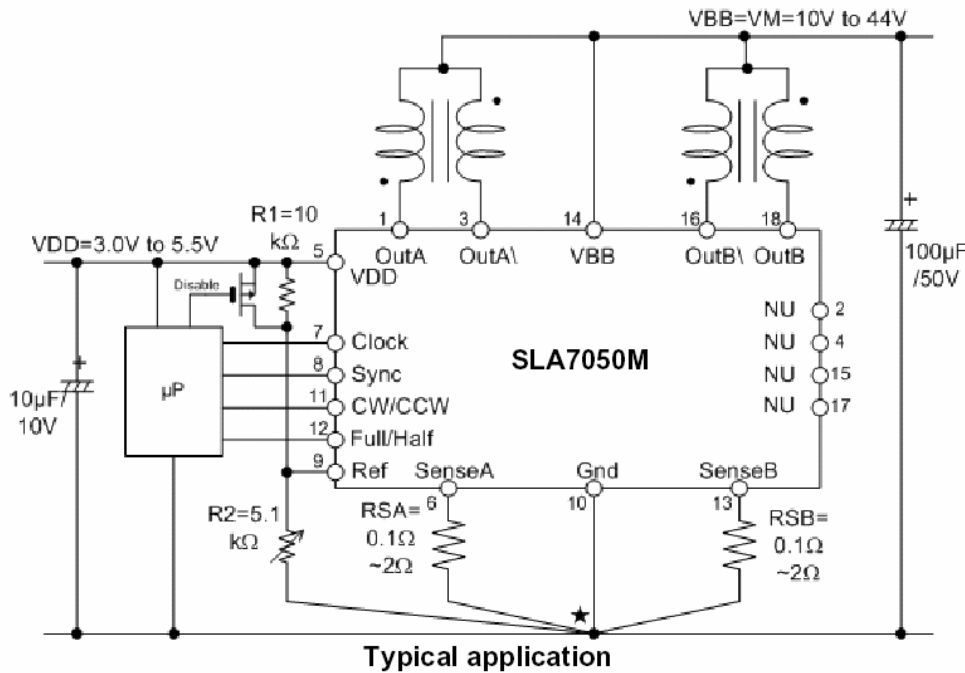 VBB=VM=10V to 44V
R1=10
kΩ
VDD=3.0V to 5.5V
1
3
14
16
18
OutA
OutA\
VBB
OutB\
OutB
+
100μF
/50V
5
VDD
Disable
NU 2
NU 4
NU 15
NU 17
7 Clock
8 Sync
11 CW/CCW
12 Full/Half
9 Ref
SLA7050M
μP
+
10μF/
10V
SenseA
Gnd
SenseB
6
10
13
R2=5.1
kΩ
RSA=
0.1Ω
~2Ω
RSB=
0.1Ω
~2Ω
Typical application